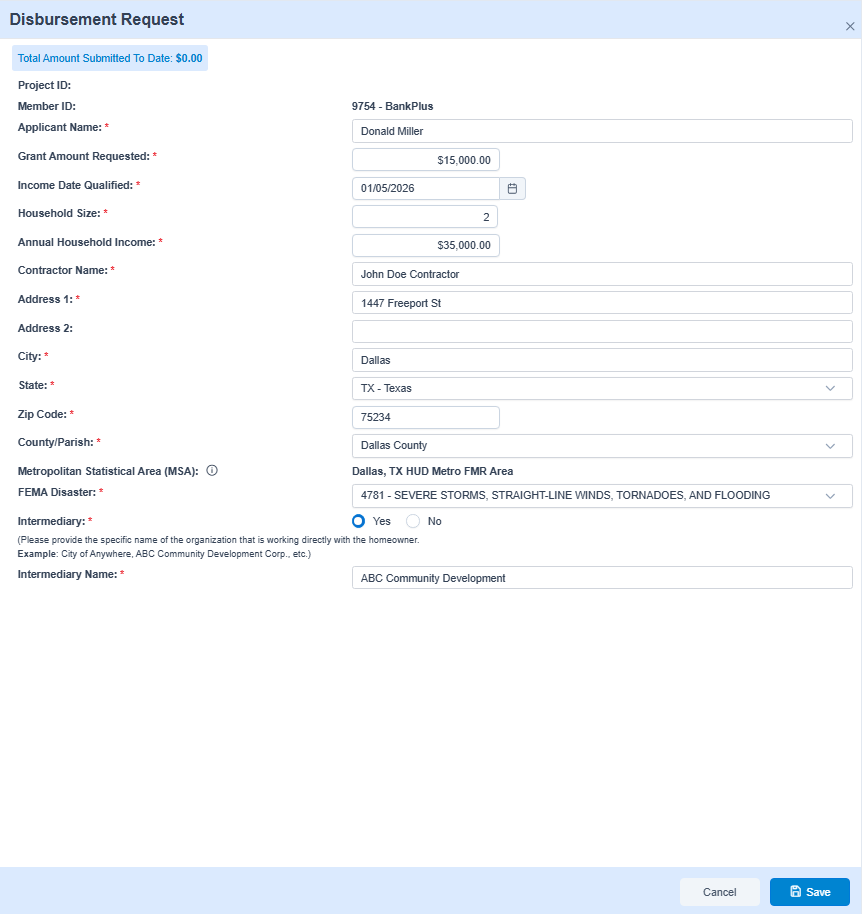 Disbursement Request
Total Amount Submitted To Date: $0.00
Project ID:
Member ID: 9754 - BankPlus
Applicant Name: * Donald Miller
Grant Amount Requested: * $15,000.00
Income Date Qualified: * 01/05/2026
Household Size: * 2
Annual Household Income: * $35,000.00
Contractor Name: * John Doe Contractor
Address 1: * 1447 Freeport St
Address 2:
City: * Dallas
State: * TX - Texas
Zip Code: * 75234
County/Parish: * Dallas County
Metropolitan Statistical Area (MSA): Dallas, TX HUD Metro FMR Area
FEMA Disaster: * 4781 - SEVERE STORMS, STRAIGHT-LINE WINDS, TORNADOES, AND FLOODING
Intermediary: * Yes No
(Please provide the specific name of the organization that is working directly with the homeowner.
Example: City of Anywhere, ABC Community Development Corp., etc.)
Intermediary Name: * ABC Community Development
Cancel Save